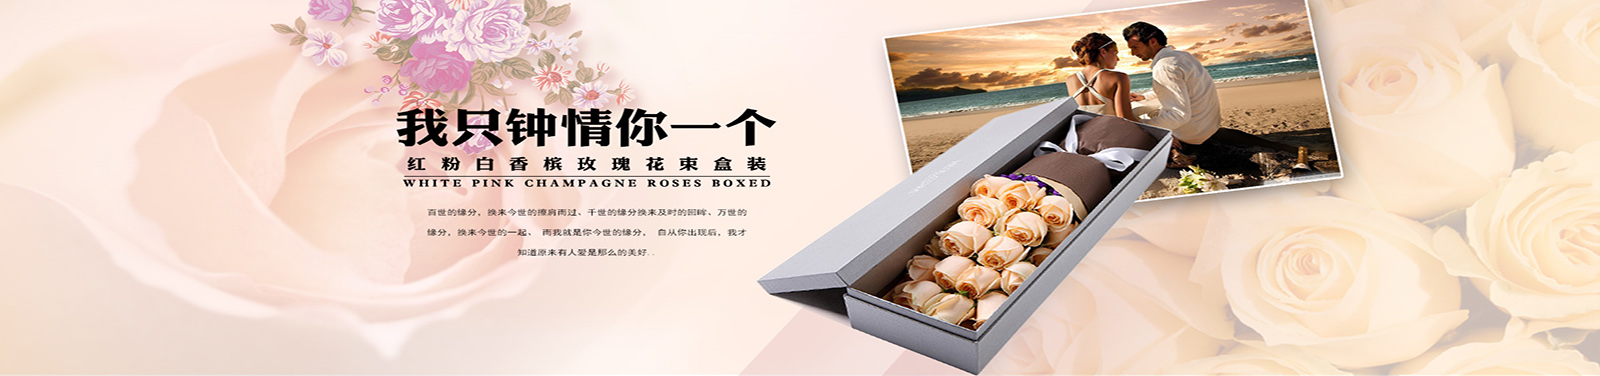 我只钟情你一个
红粉白香槟玫瑰花束盒装
WHITE PINK CHAMPAGNE ROSES BOXED
百世的缘分，换来今世的擦肩而过、千世的缘分换来及时的回眸、万世的
缘分，换来今世的一起、 而我就是你今世的缘分， 自从你出现后，我才
知道原来有人爱是那么的美好..